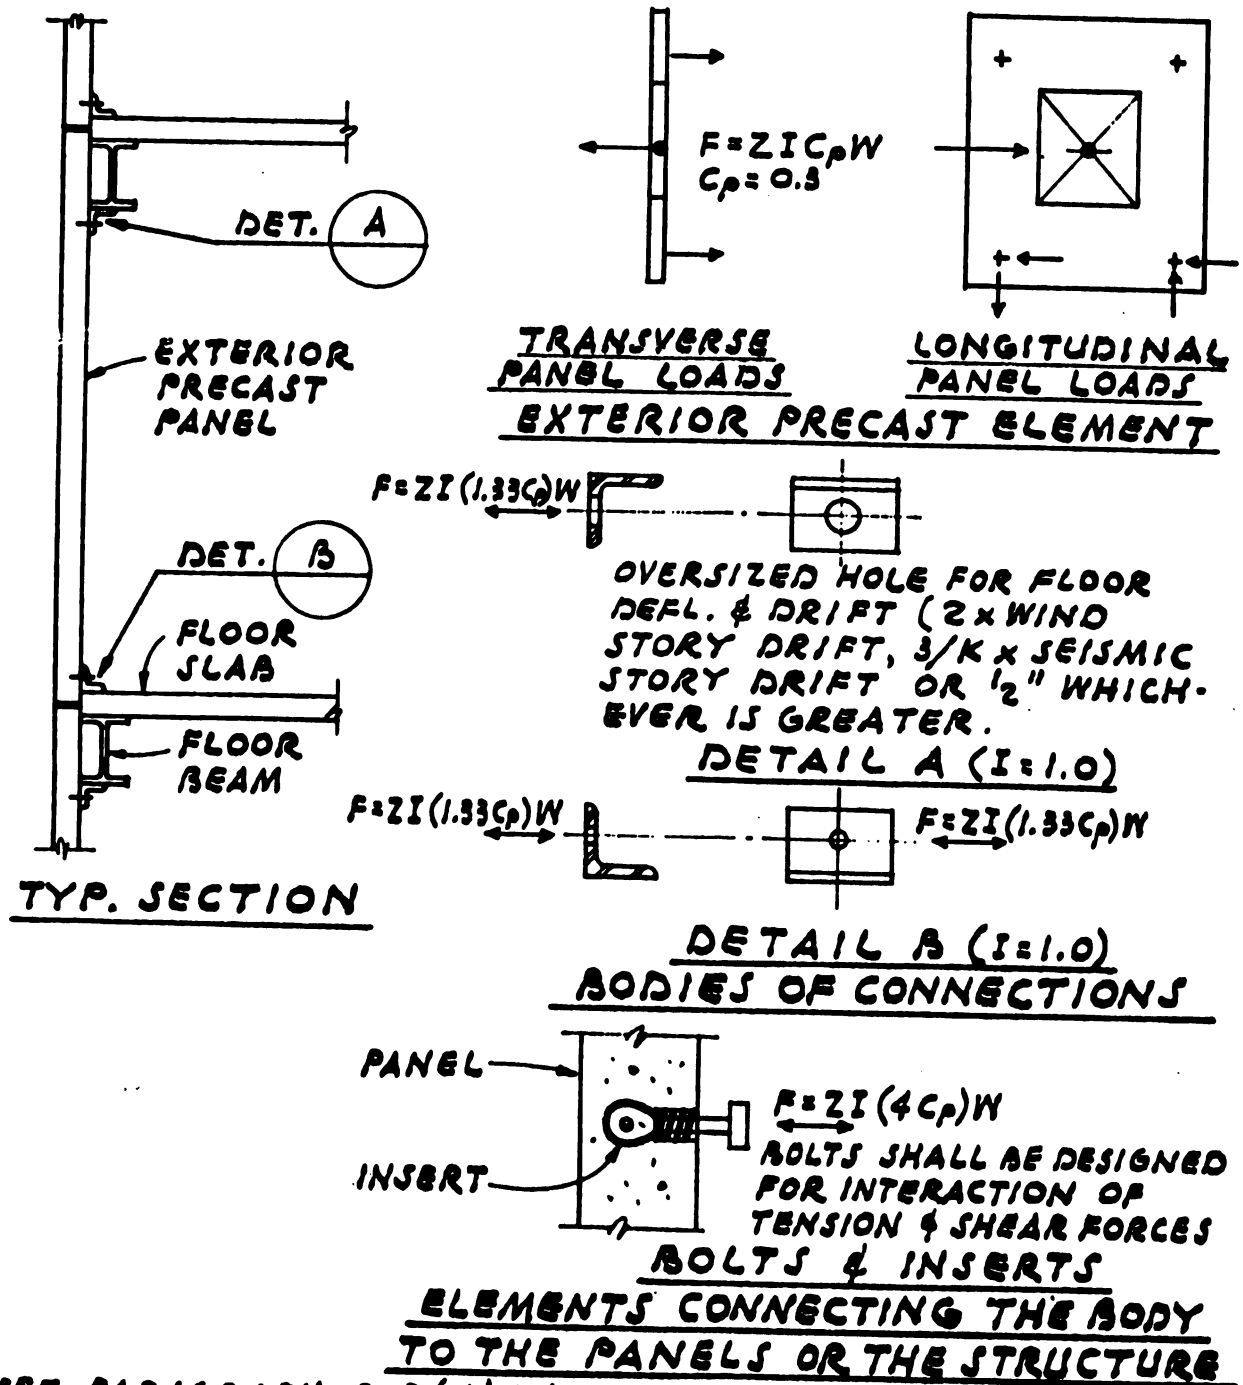 DET. A
EXTERIOR
PRECAST
PANEL
DET. B
FLOOR
SLAB
FLOOR
BEAM
TYP. SECTION
F=ZICpW
Cp=0.3
TRANSVERSE
PANEL LOADS
LONGITUDINAL
PANEL LOADS
EXTERIOR PRECAST ELEMENT
F=ZI(1.33Cp)W
OVERSIZED HOLE FOR FLOOR
DEFL. & DRIFT (2 x WIND
STORY DRIFT, 3/K x SEISMIC
STORY DRIFT OR 1/2" WHICH-
EVER IS GREATER.
DETAIL A (I=1.0)
F=ZI(1.33Cp)W
F=ZI(1.33Cp)W
DETAIL B (I=1.0)
BODIES OF CONNECTIONS
PANEL
INSERT
F=ZI(4Cp)W
BOLTS SHALL BE DESIGNED
FOR INTERACTION OF
TENSION & SHEAR FORCES
BOLTS & INSERTS
ELEMENTS CONNECTING THE BODY
TO THE PANELS OR THE STRUCTURE